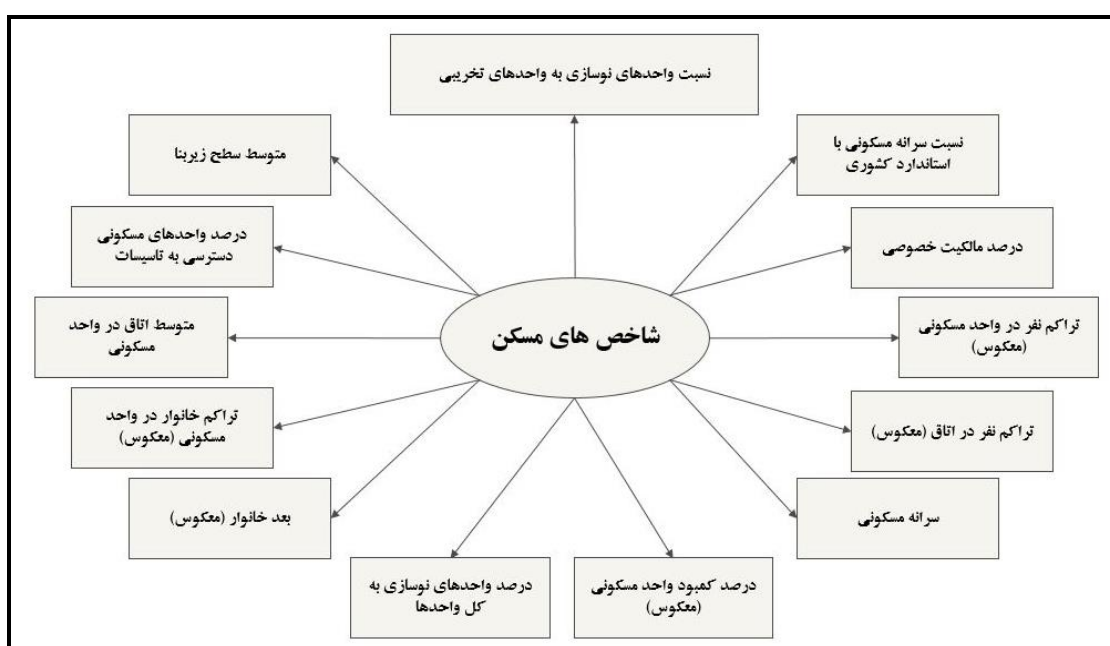 نسبت واحدهای نوسازی به واحدهای تخریبی
نسبت سرانه مسکونی با
استاندارد کشوری
متوسط سطح زیربنا
درصد مالکیت خصوصی
درصد واحدهای مسکونی
دسترسی به تاسیسات
شاخص های مسکن
تراکم نفر در واحد مسکونی
(معکوس)
متوسط اتاق در واحد
مسکونی
تراکم نفر در اتاق (معکوس)
تراکم خانوار در واحد
مسکونی (معکوس)
سرانه مسکونی
بعد خانوار (معکوس)
درصد کمبود واحد مسکونی
(معکوس)
درصد واحدهای نوسازی به
کل واحدها